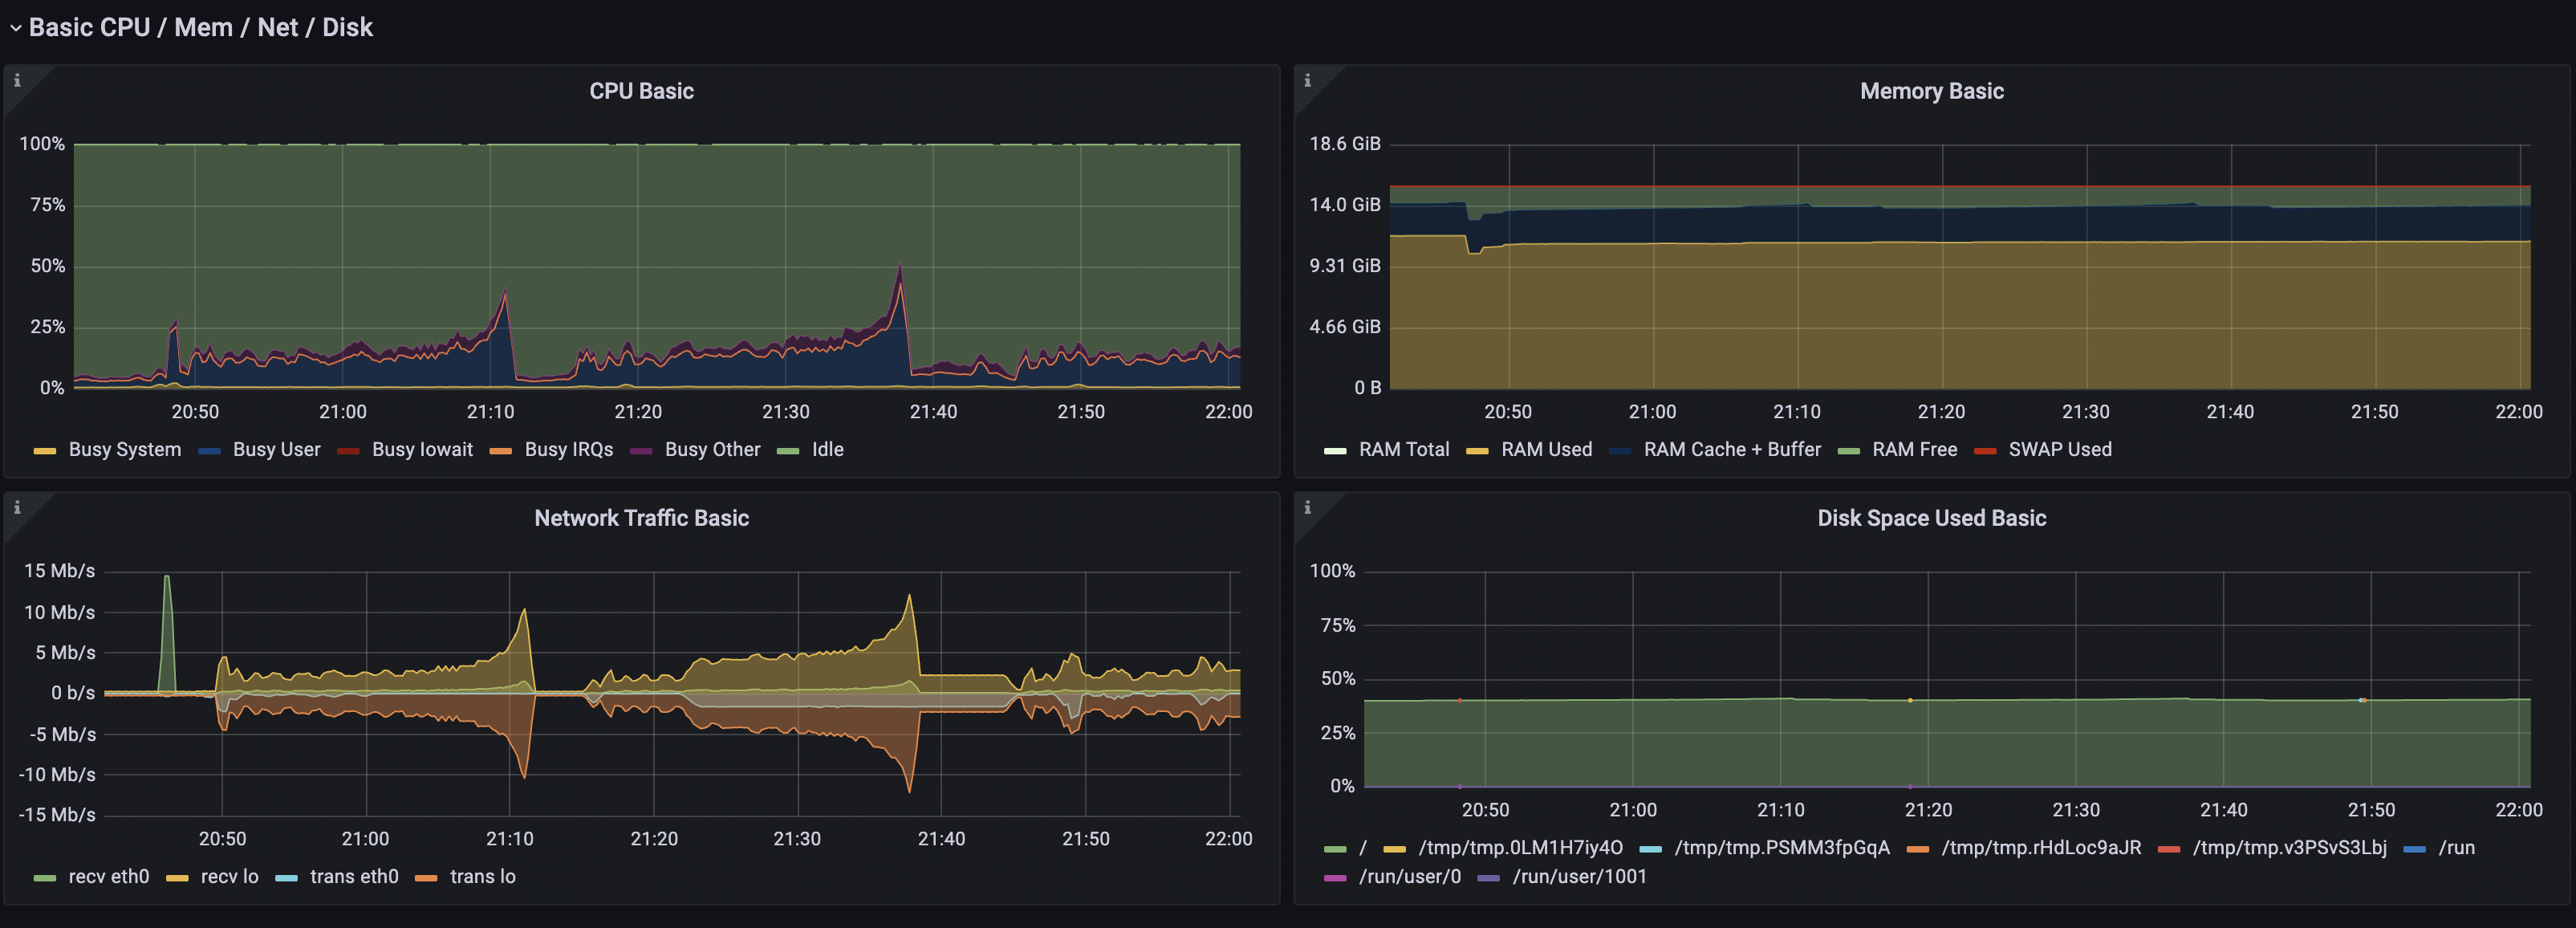 Basic CPU / Mem / Net / Disk
CPU Basic
100%
75%
50%
25%
0%
20:50 21:00 21:10 21:20 21:30 21:40 21:50 22:00
Busy System Busy User Busy Iowait Busy IRQs Busy Other Idle
Memory Basic
18.6 GiB
14.0 GiB
9.31 GiB
4.66 GiB
0 B
20:50 21:00 21:10 21:20 21:30 21:40 21:50 22:00
RAM Total RAM Used RAM Cache + Buffer RAM Free SWAP Used
Network Traffic Basic
15 Mb/s
10 Mb/s
5 Mb/s
0 b/s
-5 Mb/s
-10 Mb/s
-15 Mb/s
20:50 21:00 21:10 21:20 21:30 21:40 21:50 22:00
recv eth0 recv lo trans eth0 trans lo
Disk Space Used Basic
100%
75%
50%
25%
0%
20:50 21:00 21:10 21:20 21:30 21:40 21:50 22:00
/ /tmp/tmp.0LM1H7iy4O /tmp/tmp.PSMM3fpGqA /tmp/tmp.rHdLoc9aJR /tmp/tmp.v3PSvS3Lbj /run
/run/user/0 /run/user/1001